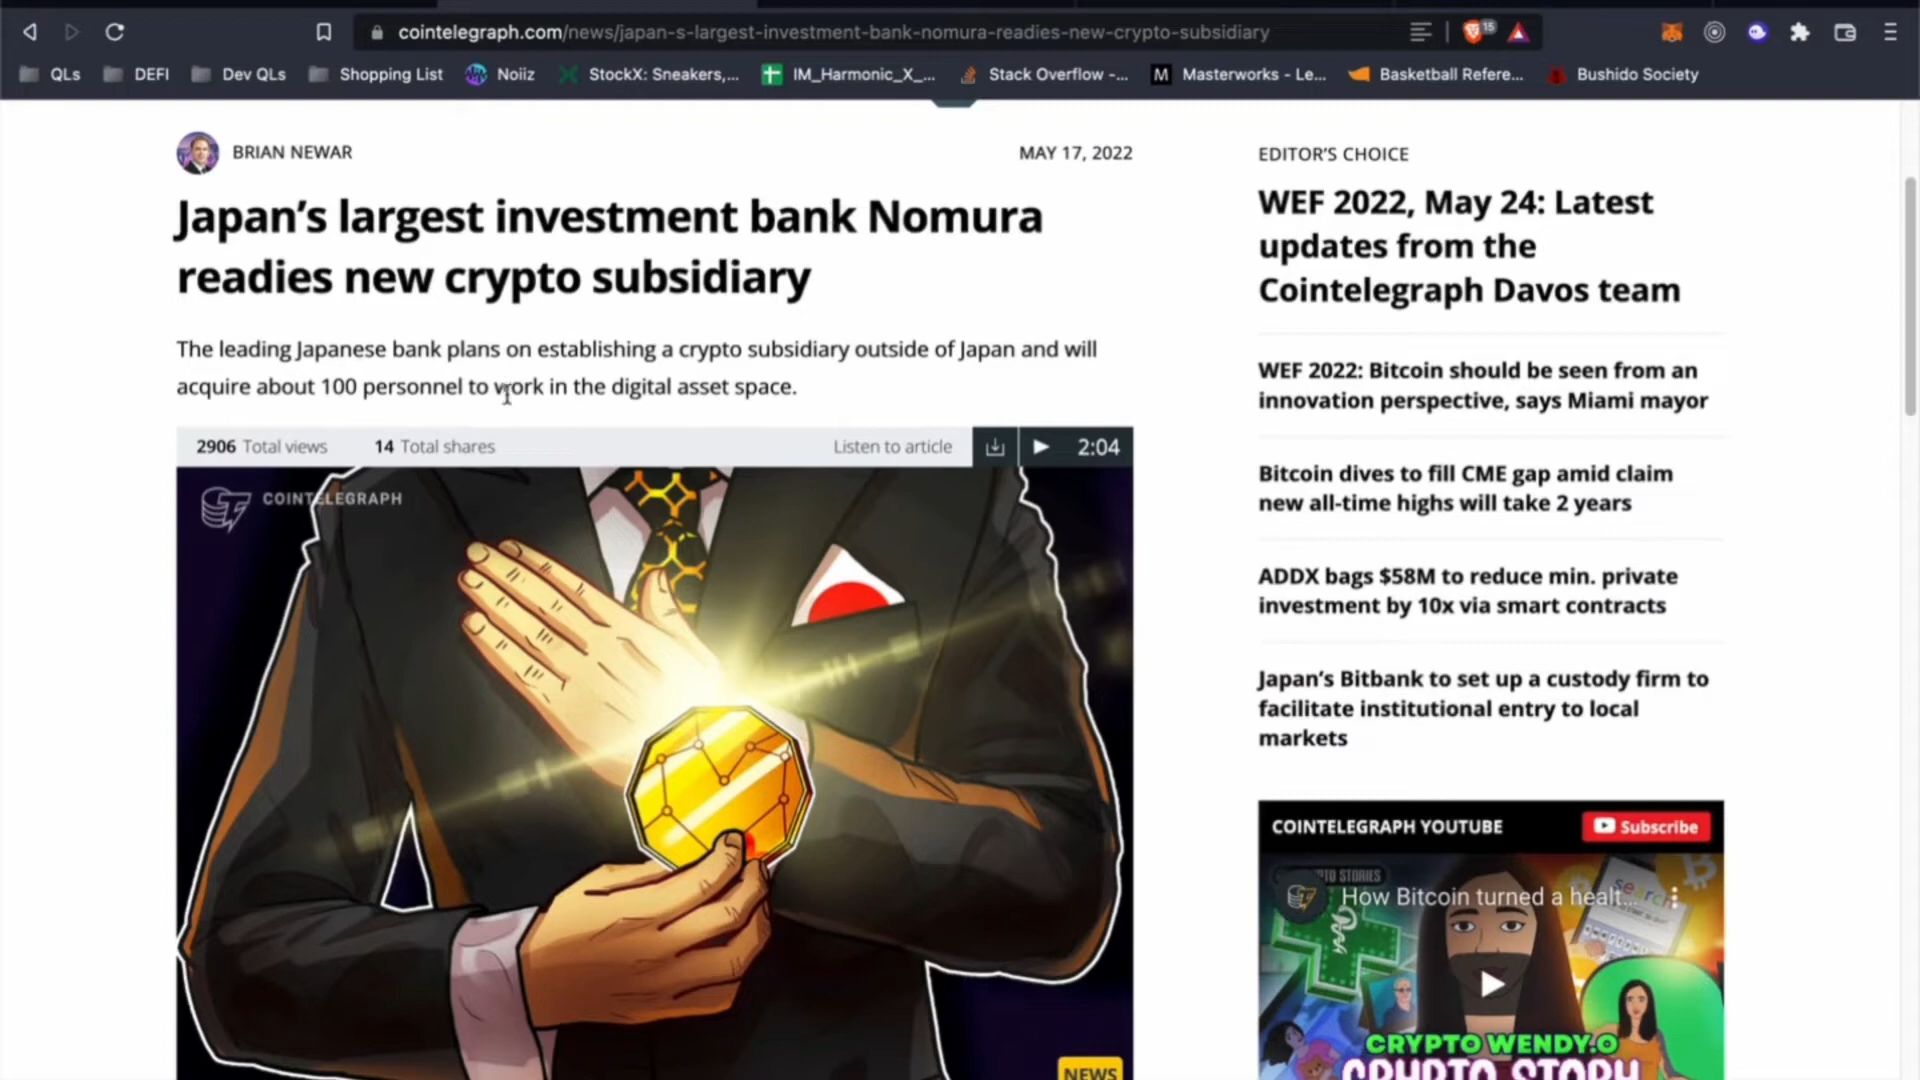 cointelegraph.com/news/japan-s-largest-investment-bank-nomura-readies-new-crypto-subsidiary
15
QLs DEFI Dev QLs Shopping List Noiiz StockX: Sneakers,... IM_Harmonic_X_... Stack Overflow -... M Masterworks - Le... Basketball Refere... Bushido Society
BRIAN NEWAR
MAY 17, 2022
Japan's largest investment bank Nomura
readies new crypto subsidiary
The leading Japanese bank plans on establishing a crypto subsidiary outside of Japan and will
acquire about 100 personnel to work in the digital asset space.
2906 Total views 14 Total shares Listen to article 2:04
COINTELEGRAPH
NEWS
EDITOR'S CHOICE
WEF 2022, May 24: Latest
updates from the
Cointelegraph Davos team
WEF 2022: Bitcoin should be seen from an
innovation perspective, says Miami mayor
Bitcoin dives to fill CME gap amid claim
new all-time highs will take 2 years
ADDX bags $58M to reduce min. private
investment by 10x via smart contracts
Japan's Bitbank to set up a custody firm to
facilitate institutional entry to local
markets
COINTELEGRAPH YOUTUBE Subscribe
STORIES
How Bitcoin turned a healt...
search
CRYPTO WENDY.O
CRYPTO STORY